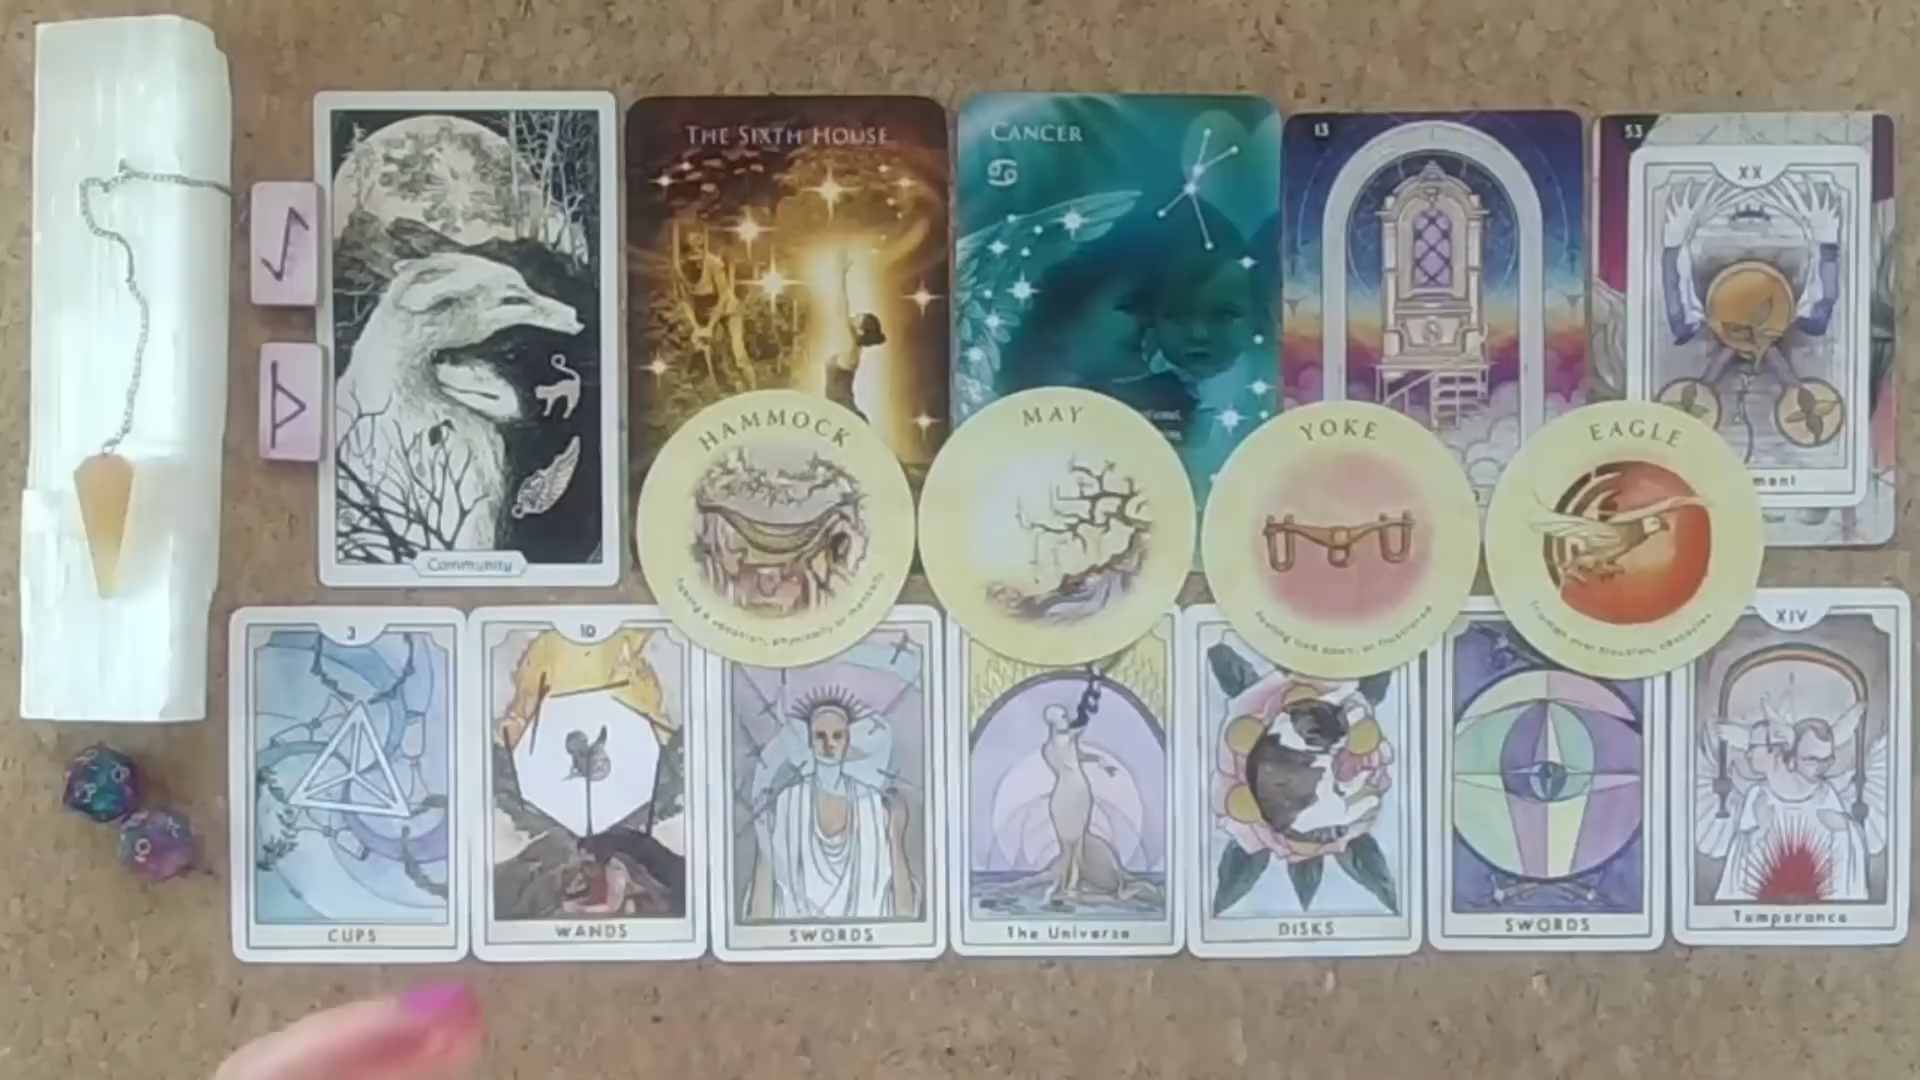 THE SIXTH HOUSE
CANCER
13
53
XX
HAMMOCK
MAY
YOKE
EAGLE
Community
3
10
XIV
CUPS
WANDS
SWORDS
The Universe
DISKS
SWORDS
Temperance